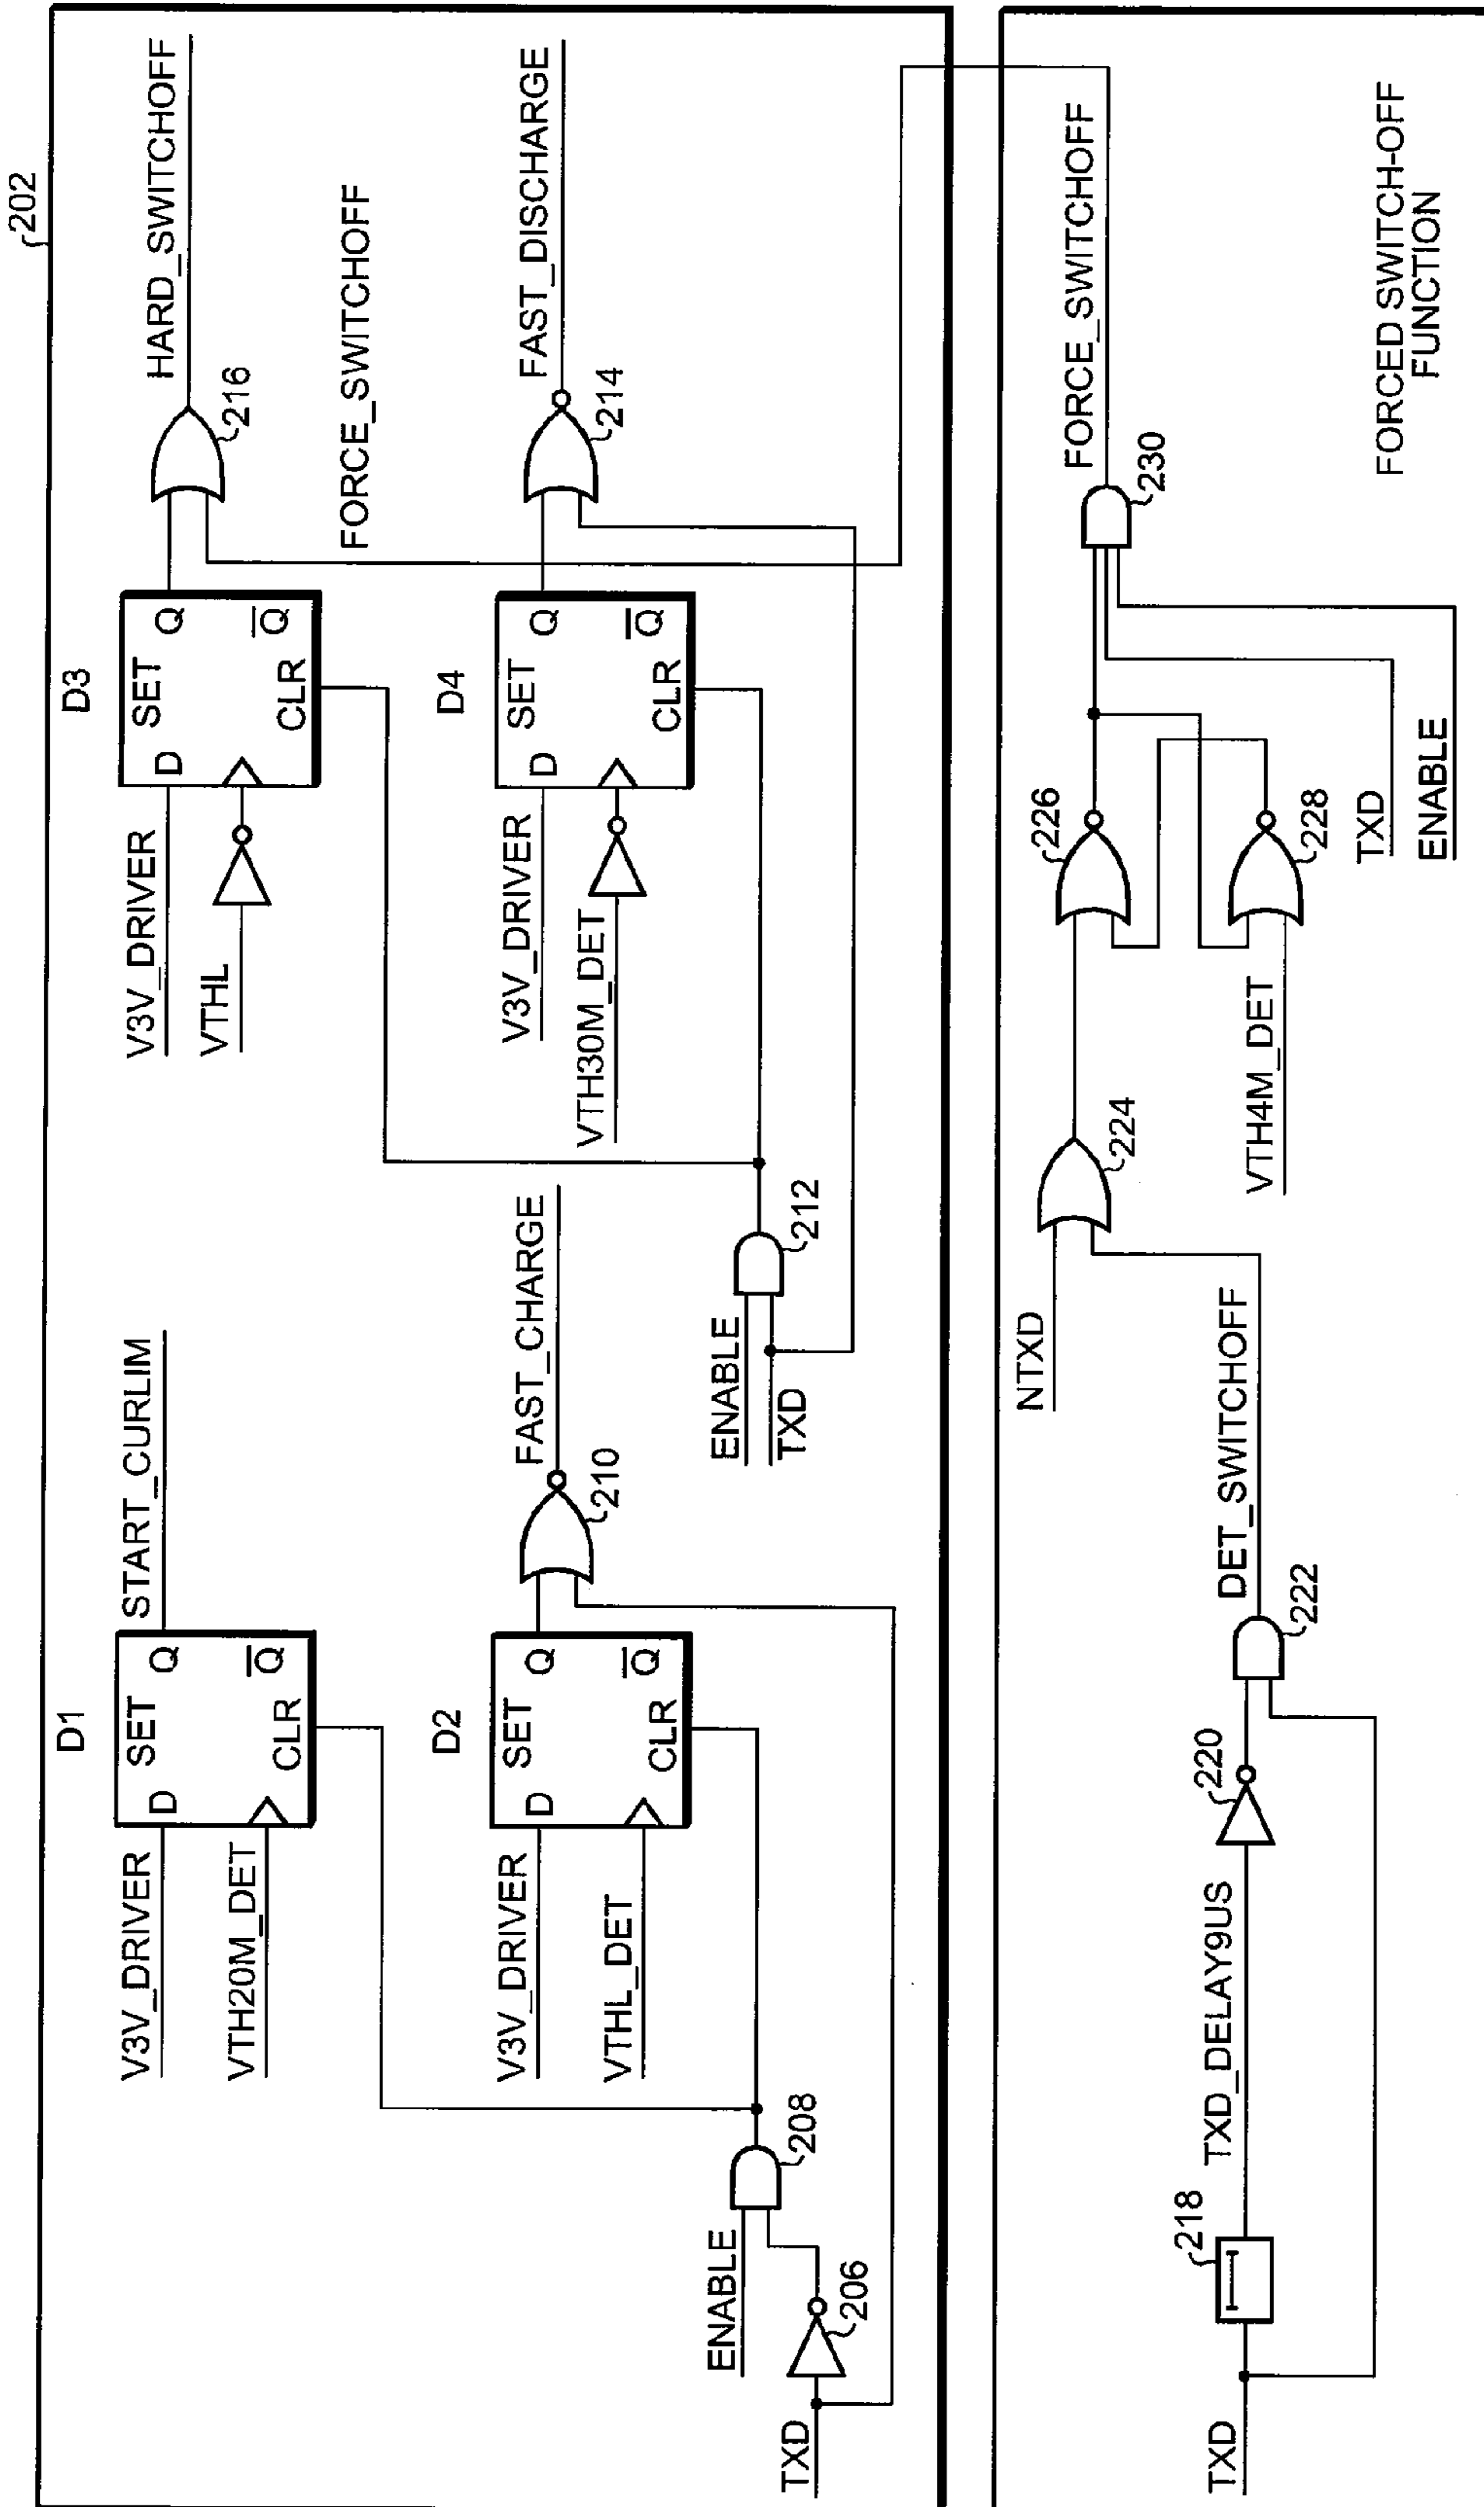 202
D1
V3V_DRIVER
D
SET
Q
START_CURLIM
VTH20M_DET
Q
CLR
D2
V3V_DRIVER
D
SET
Q
FAST_CHARGE
VTHL_DET
Q
CLR
210
ENABLE
208
TXD
206
D3
V3V_DRIVER
D
SET
Q
HARD_SWITCHOFF
216
VTHL
Q
CLR
FORCE_SWITCHOFF
D4
V3V_DRIVER
D
SET
Q
FAST_DISCHARGE
214
VTH30M_DET
Q
CLR
ENABLE
TXD
212
TXD
218
TXD_DELAY9US
220
222
DET_SWITCHOFF
NTXD
224
226
VTH4M_DET
228
TXD
ENABLE
230
FORCE_SWITCHOFF
FORCED SWITCH-OFF
FUNCTION